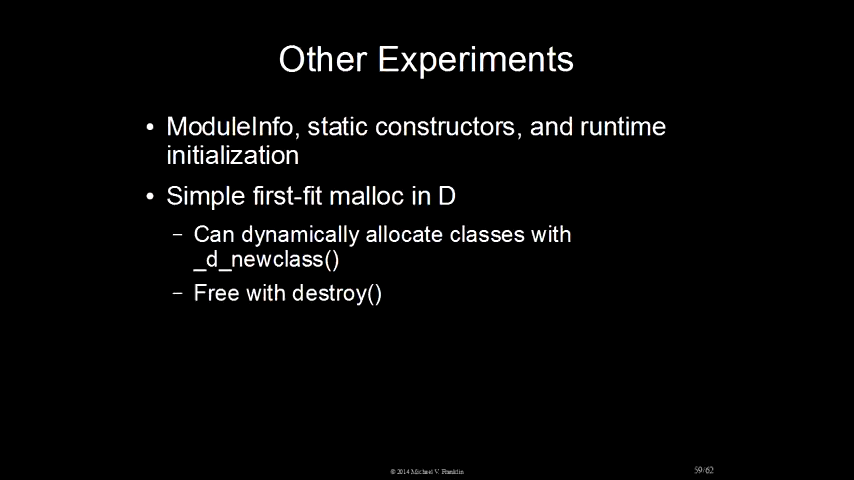 Other Experiments
• ModuleInfo, static constructors, and runtime
initialization
• Simple first-fit malloc in D
– Can dynamically allocate classes with
_d_newclass()
– Free with destroy()
© 2014 Michael V. Franklin
59/62